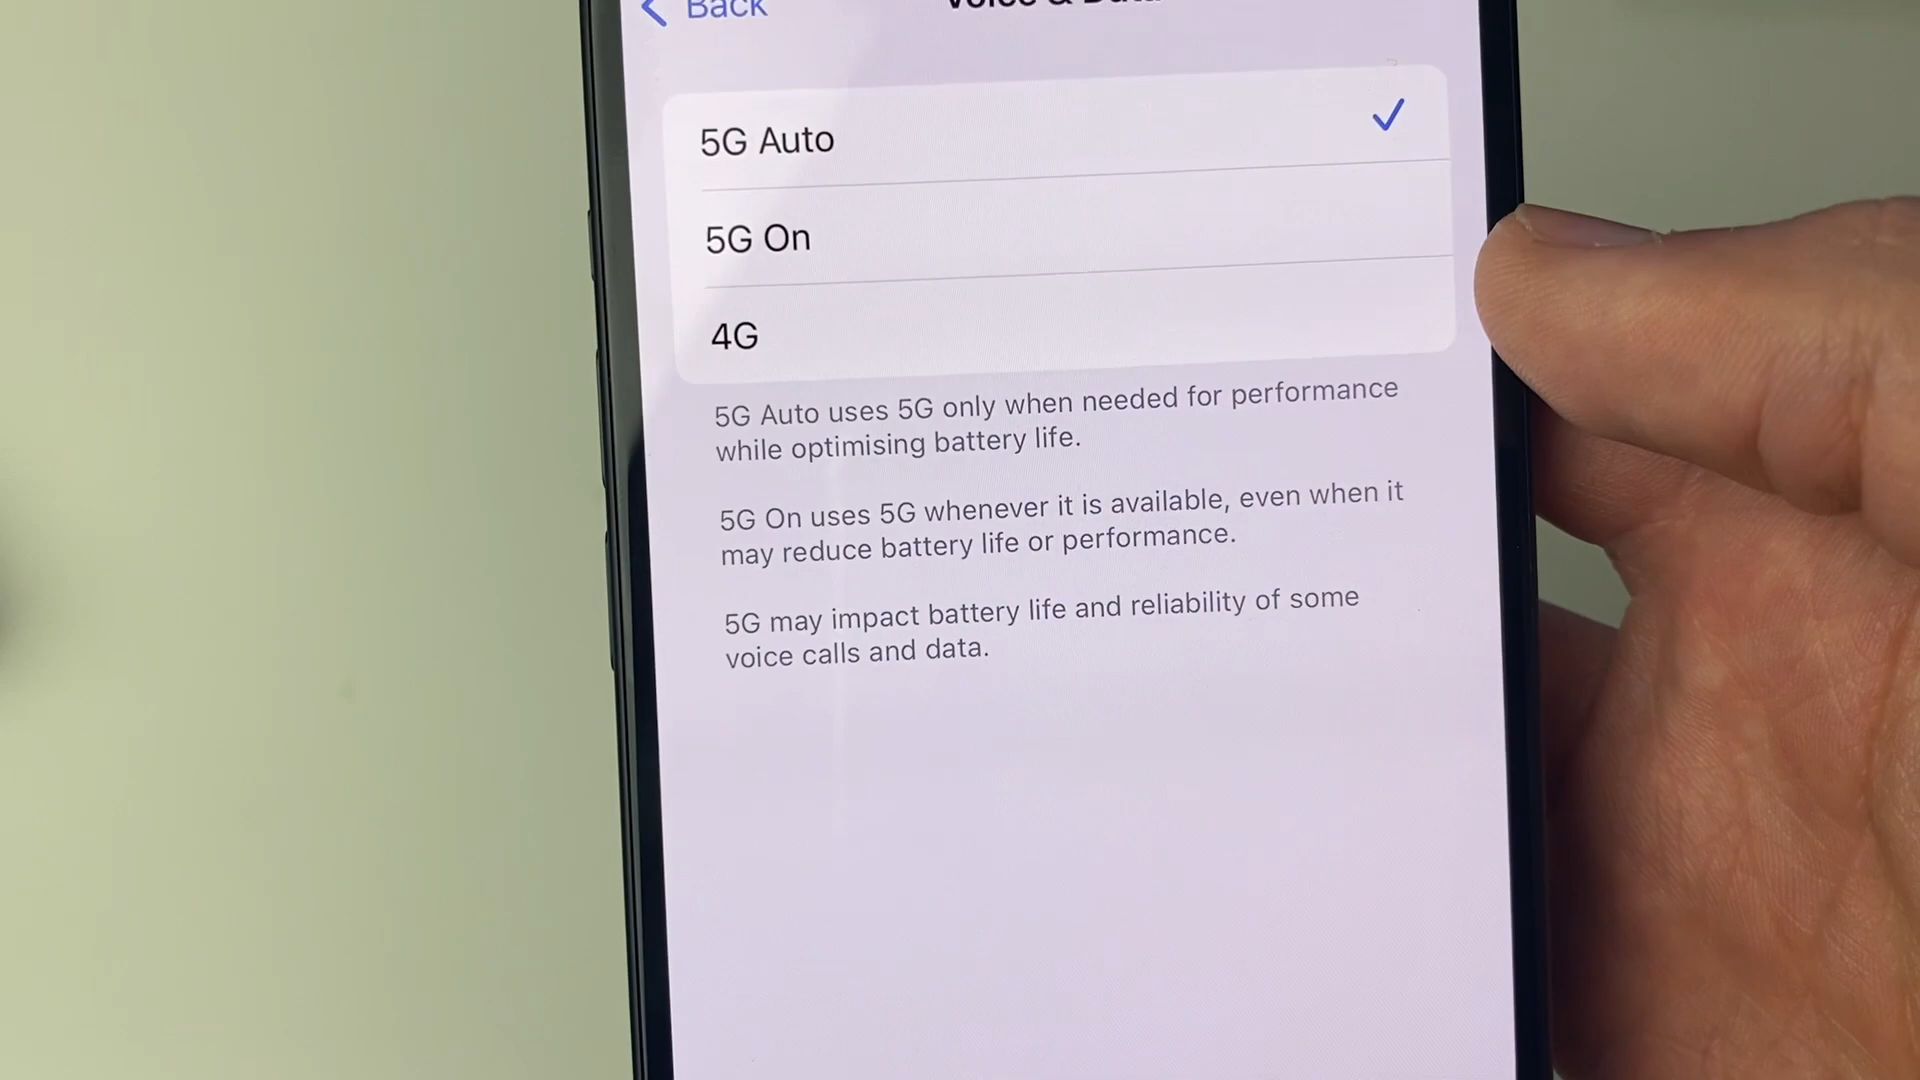 Back
Voice & Data
5G Auto
5G On
4G
5G Auto uses 5G only when needed for performance
while optimising battery life.
5G On uses 5G whenever it is available, even when it
may reduce battery life or performance.
5G may impact battery life and reliability of some
voice calls and data.